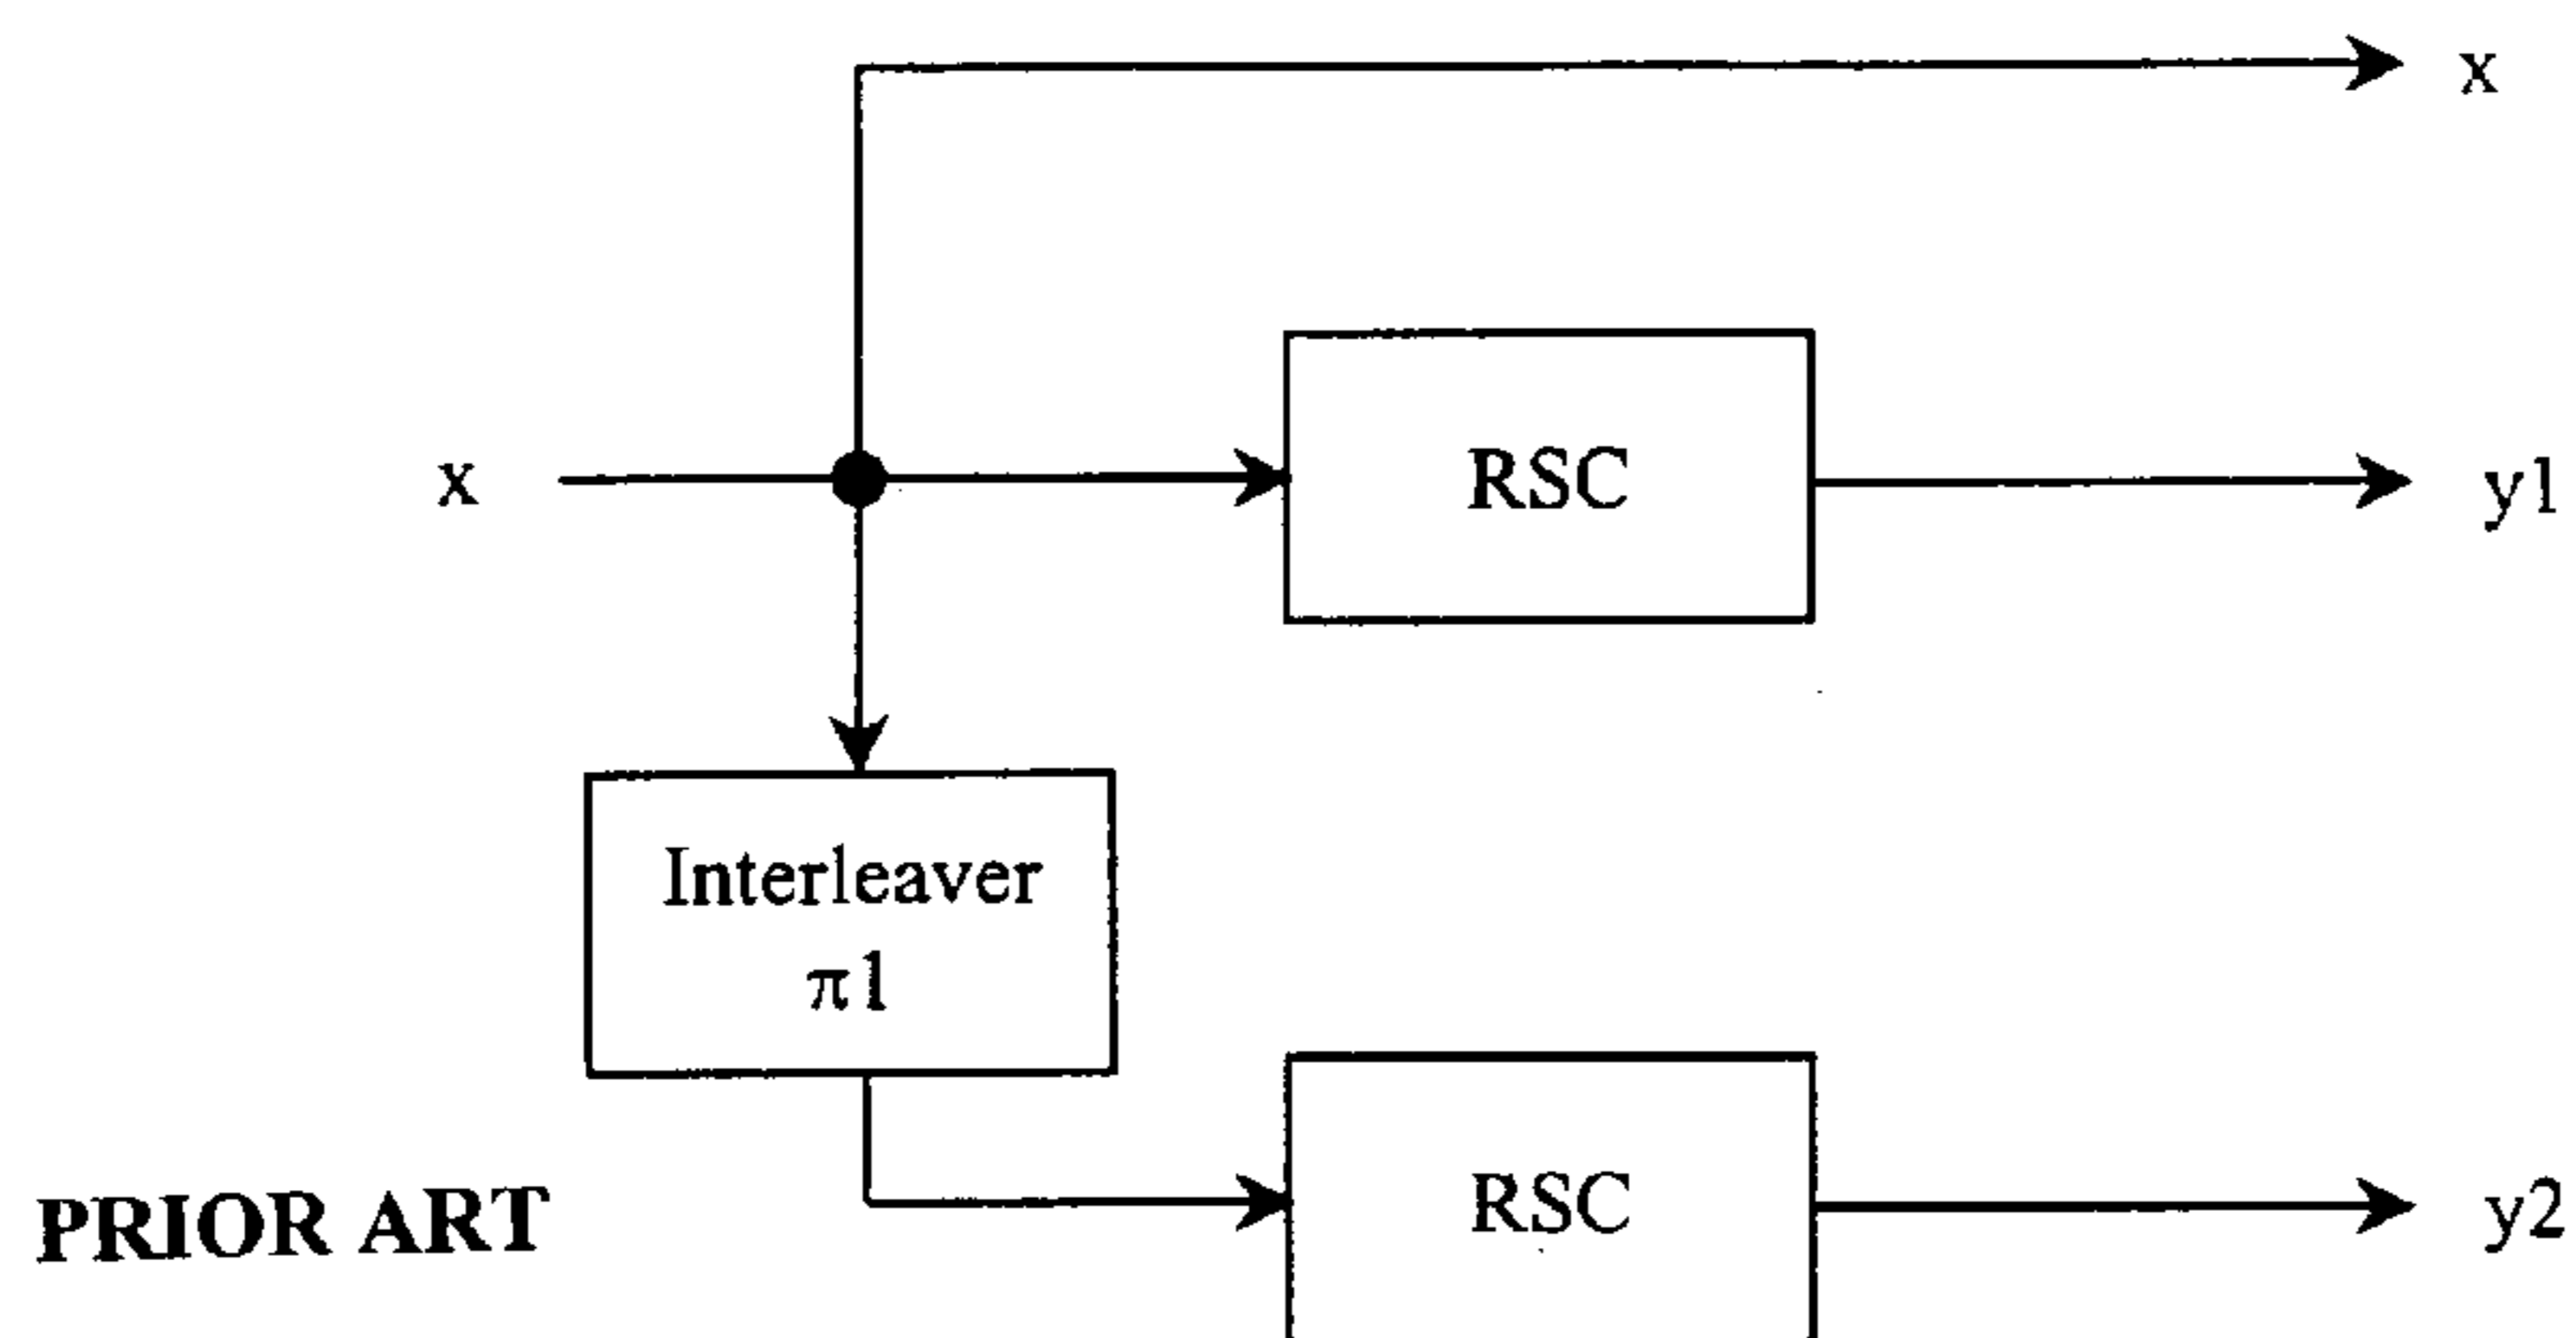 x
x
RSC
y1
Interleaver
π1
PRIOR ART
RSC
y2